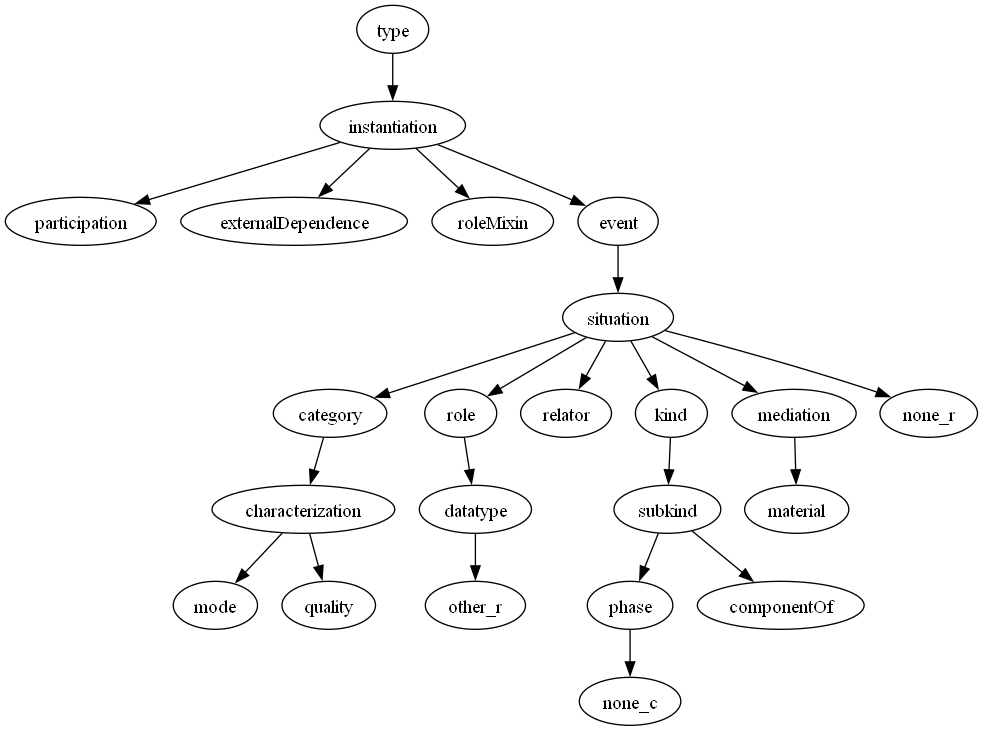 type
instantiation
participation
externalDependence
roleMixin
event
situation
category
role
relator
kind
mediation
none_r
characterization
datatype
subkind
material
mode
quality
other_r
phase
componentOf
none_c